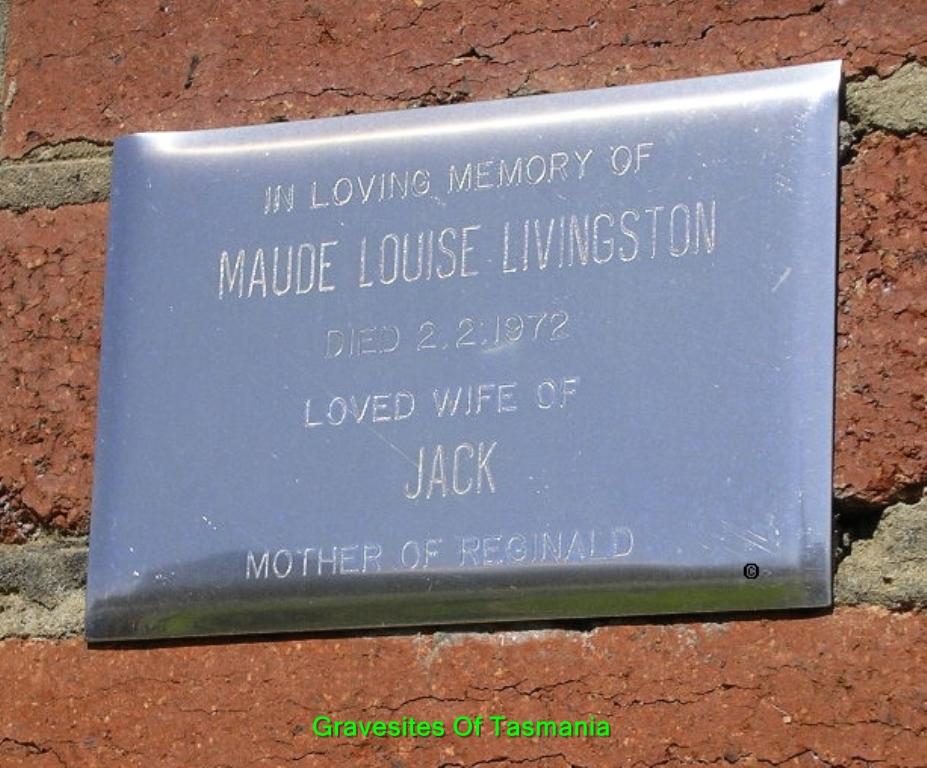 IN LOVING MEMORY OF
MAUDE LOUISE LIVINGSTON
DIED 2.2.1972
LOVED WIFE OF
JACK
MOTHER OF REGINALD
©
Gravesites Of Tasmania